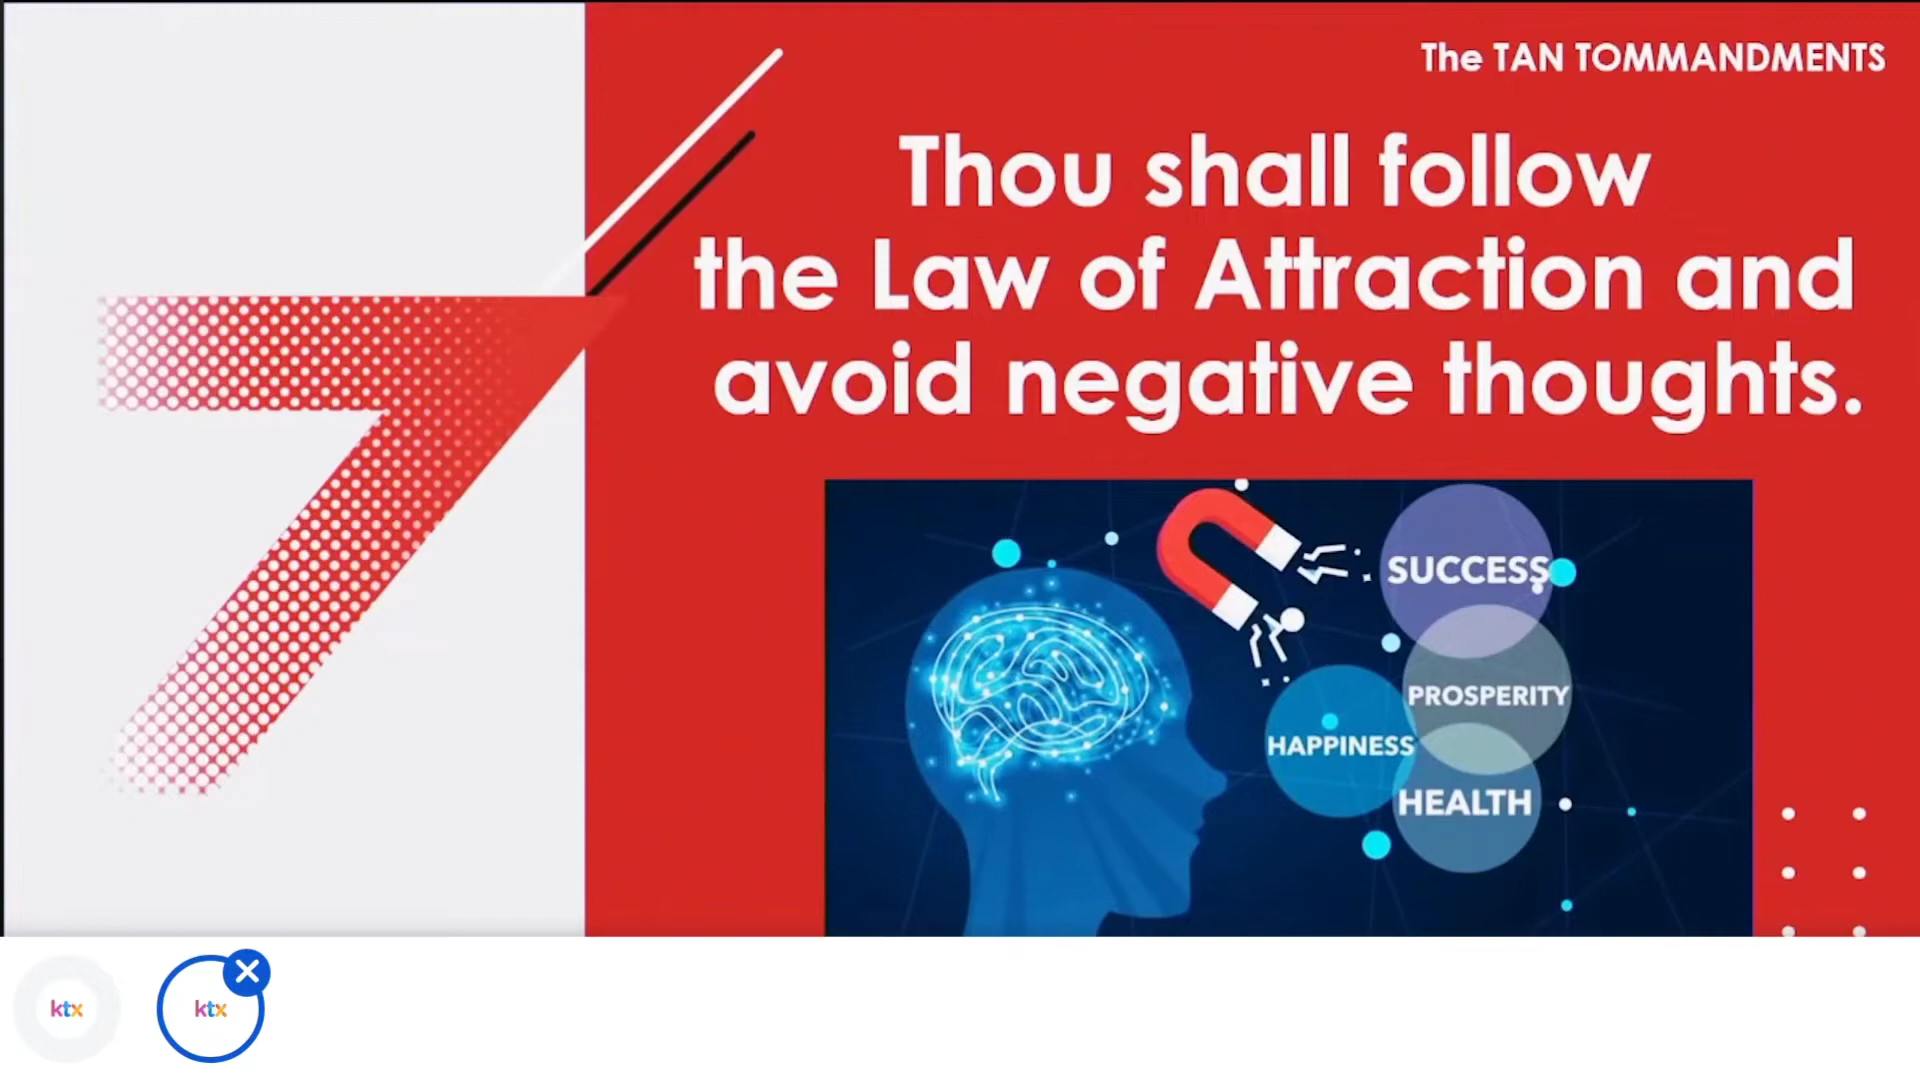 The TAN TOMMANDMENTS
Thou shall follow
the Law of Attraction and
avoid negative thoughts.
7
SUCCESS
PROSPERITY
HAPPINESS
HEALTH
ktx
ktx